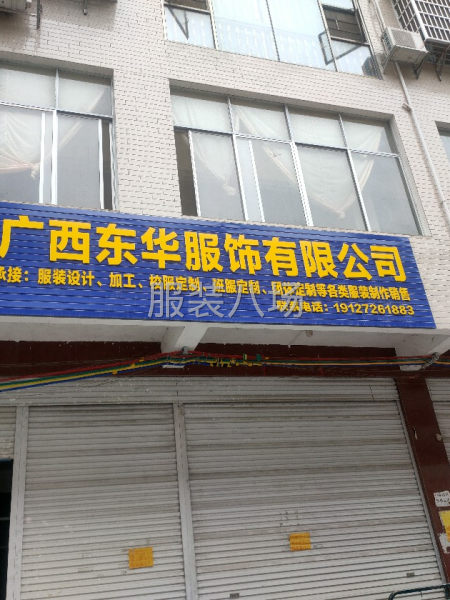 广西东华服饰有限公司
承接：服装设计、加工、校服定制、班服定制、团体定制等各类服装制作销售
联系电话：19127261883
服装八场